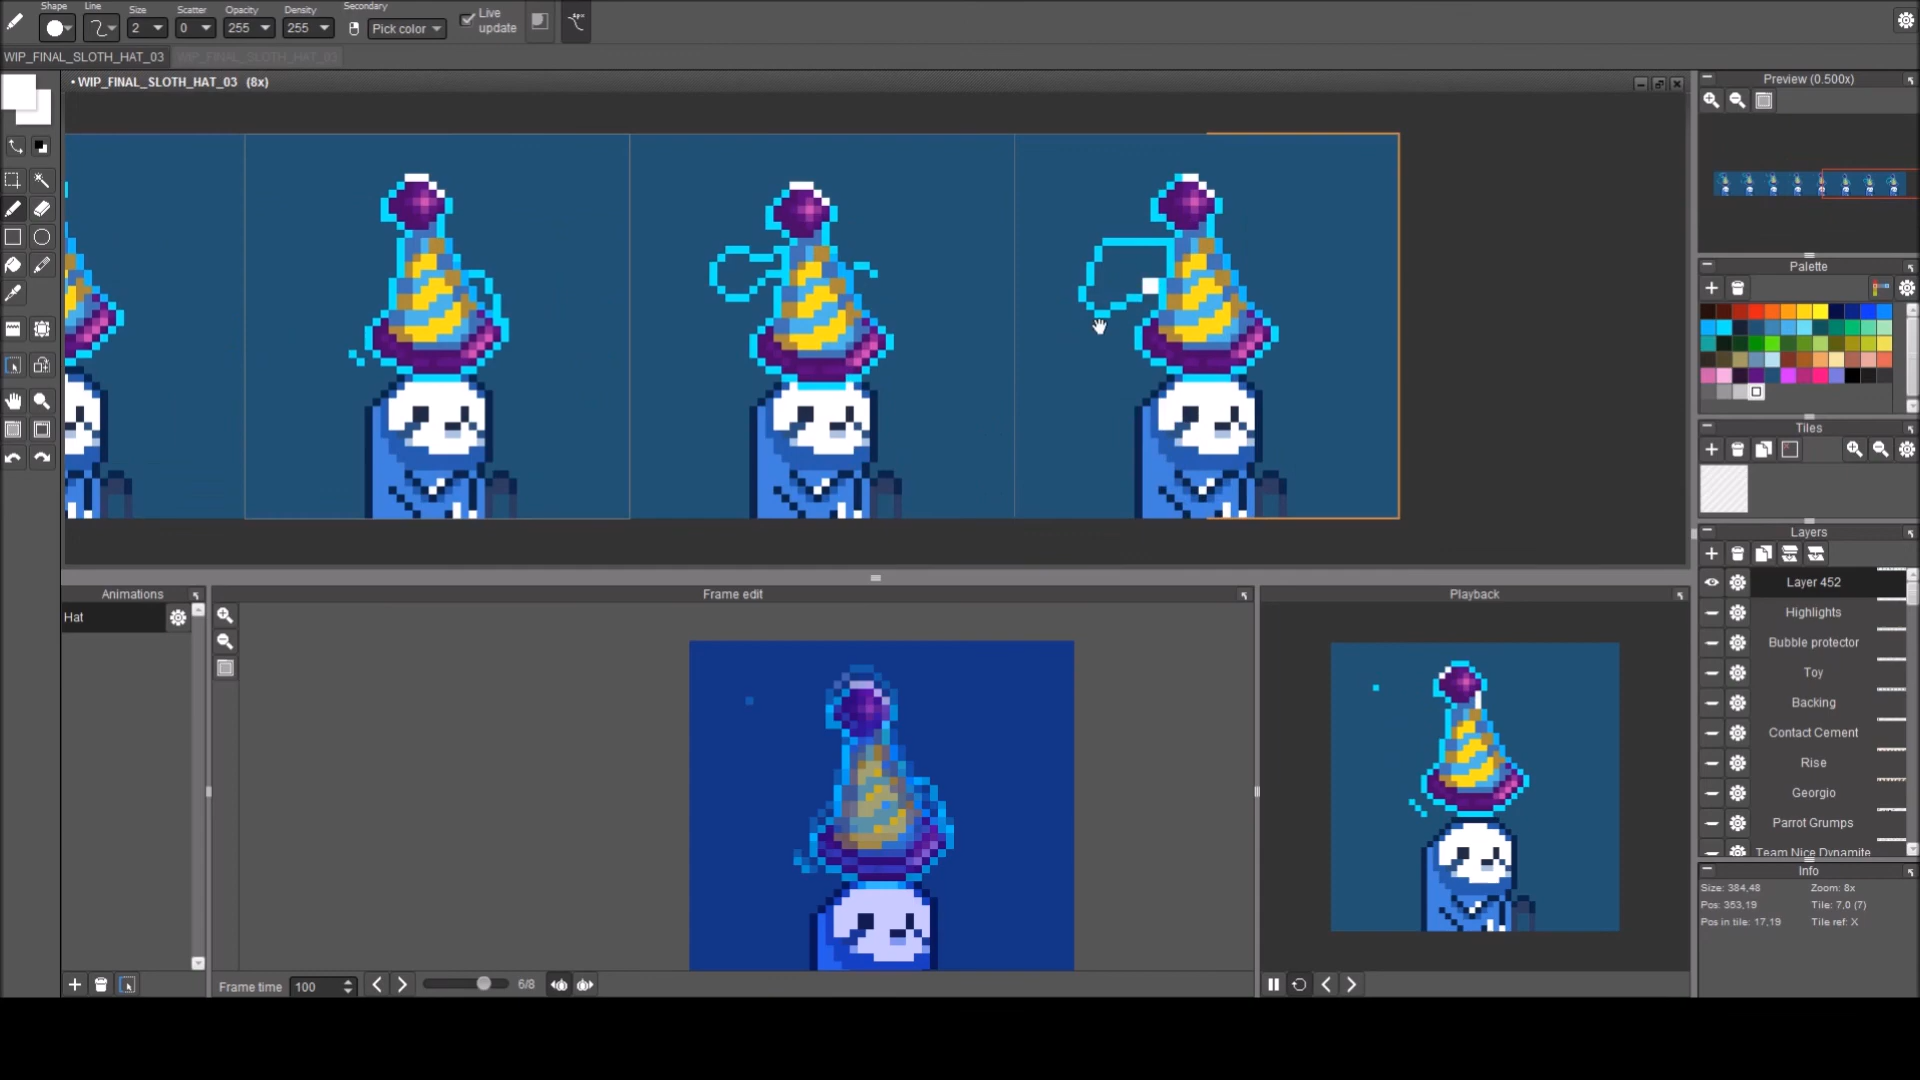 Shape Line Size Scatter Opacity Density Secondary
2 0 255 255 Pick color Live update
WIP_FINAL_SLOTH_HAT_03 WIP_FINAL_SLOTH_HAT_03
• WIP_FINAL_SLOTH_HAT_03 (8x)
Preview (0.500x)
Palette
Tiles
Layers
Layer 452
Highlights
Bubble protector
Toy
Backing
Contact Cement
Rise
Georgio
Parrot Grumps
Team Nice Dynamite
Info
Size: 384,48 Zoom: 8x
Pos: 353,19 Tile: 7,0 (7)
Pos in tile: 17,19 Tile ref: X
Animations
Hat
Frame edit
Frame time 100 6/8
Playback